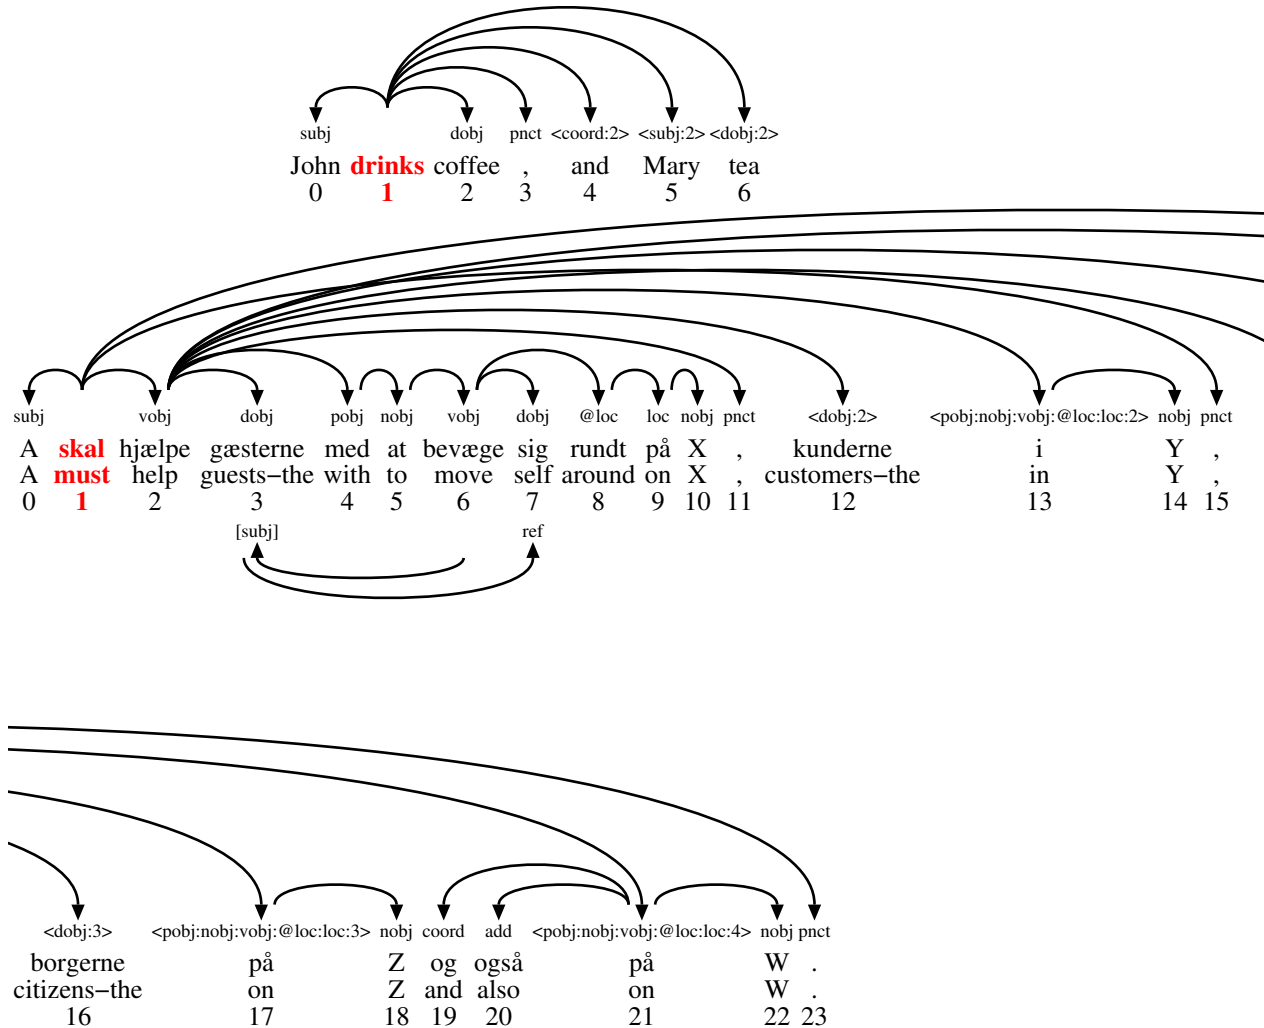 subj dobj pnct <coord:2> <subj:2> <dobj:2>
John drinks coffee , and Mary tea
0 1 2 3 4 5 6
subj vobj dobj pobj nobj vobj dobj @loc loc nobj pnct <dobj:2> <pobj:nobj:vobj:@loc:loc:2> nobj pnct
A skal hjælpe gæsterne med at bevæge sig rundt på X , kunderne i Y ,
A must help guests−the with to move self around on X , customers−the in Y ,
0 1 2 3 4 5 6 7 8 9 10 11 12 13 14 15
[subj] ref
<dobj:3> <pobj:nobj:vobj:@loc:loc:3> nobj coord add <pobj:nobj:vobj:@loc:loc:4> nobj pnct
borgerne på Z og også på W .
citizens−the on Z and also on W .
16 17 18 19 20 21 22 23